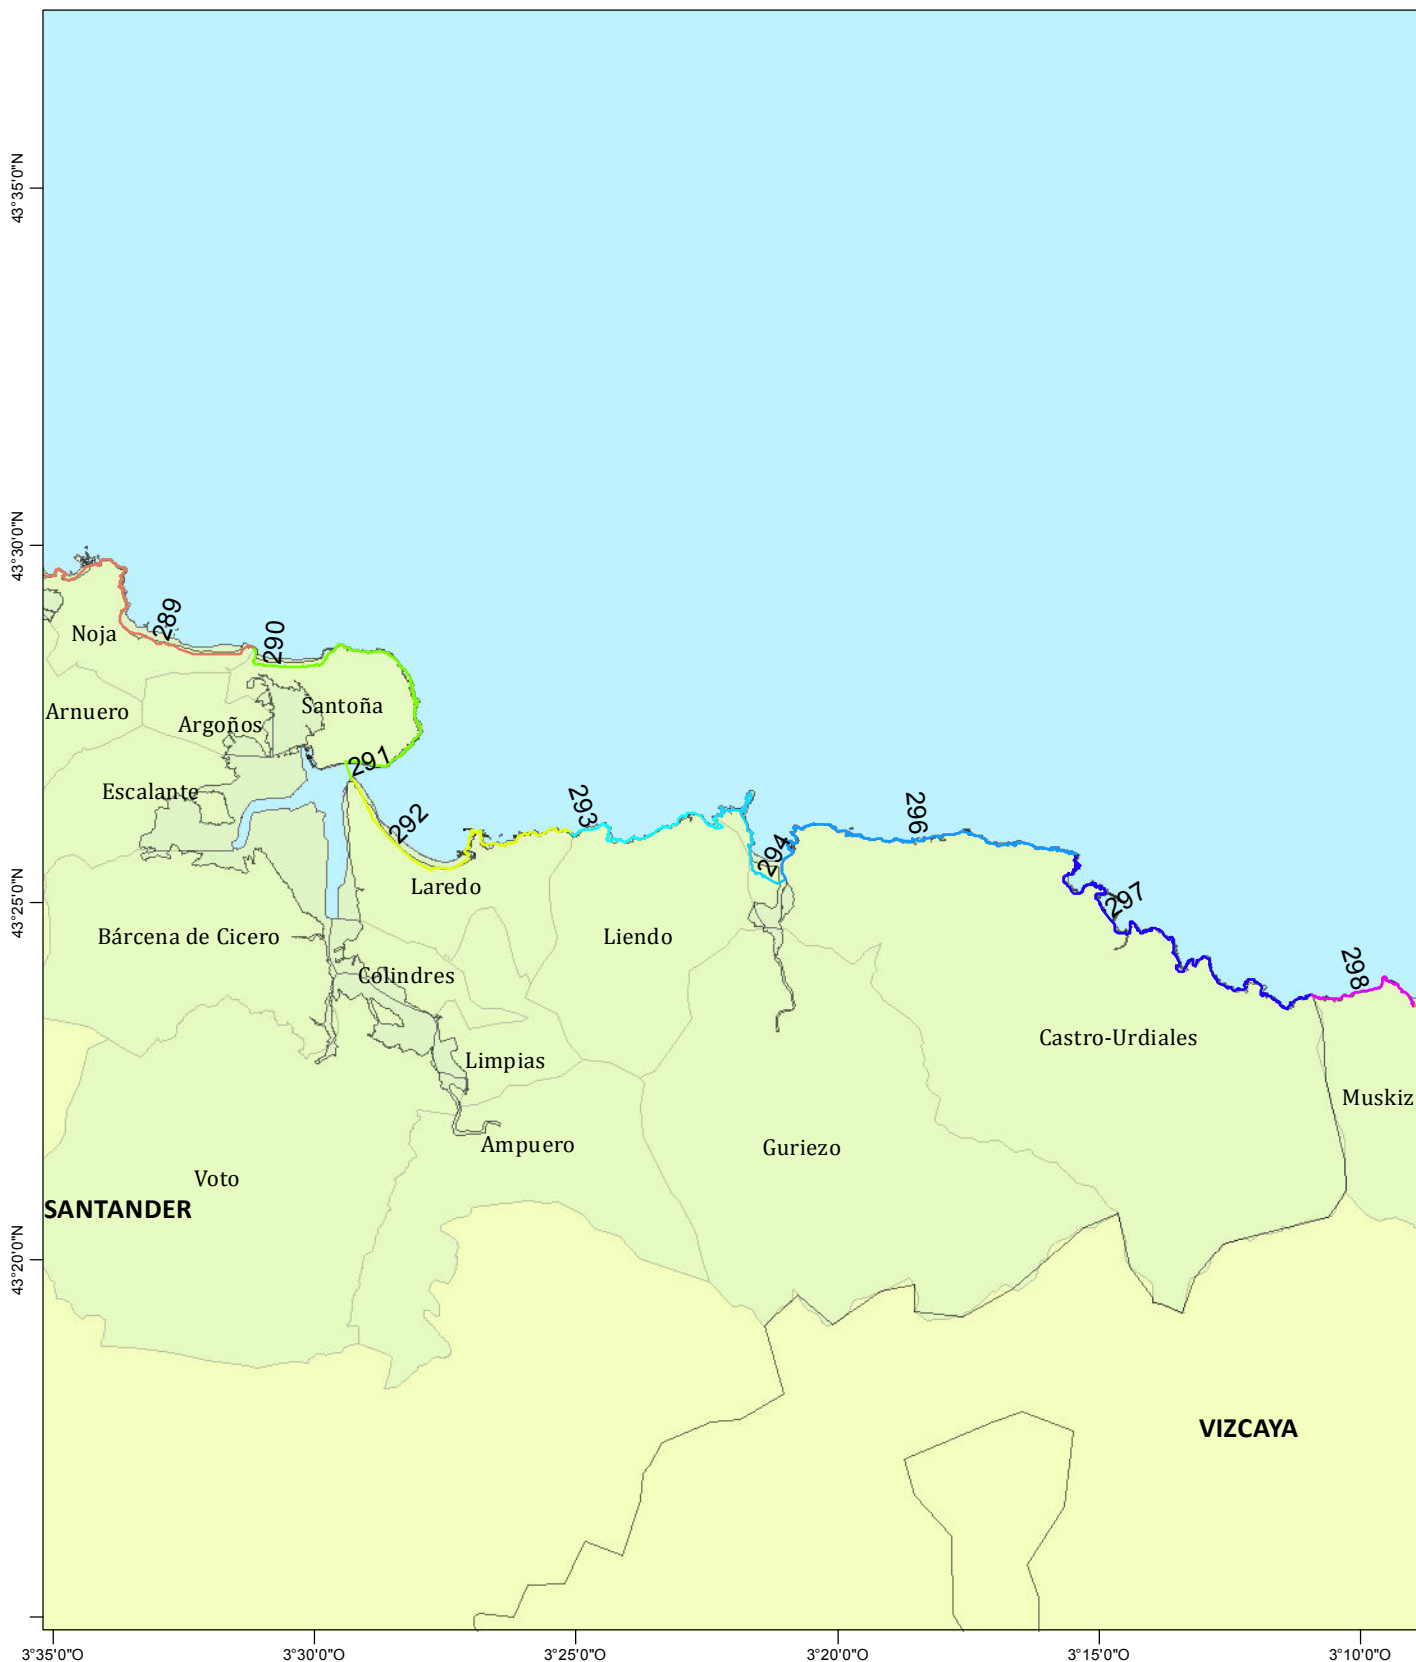 43°35'0"N
43°30'0"N
289
290
Noja
Santoña
Arnuero
Argoños
291
Escalante
292
293
294
296
Laredo
297
43°25'0"N
Bárcena de Cicero
Liendo
Colindres
298
Castro-Urdiales
Limpias
Muskiz
Ampuero
Guriezo
Voto
SANTANDER
43°20'0"N
VIZCAYA
3°35'0"O
3°30'0"O
3°25'0"O
3°20'0"O
3°15'0"O
3°10'0"O